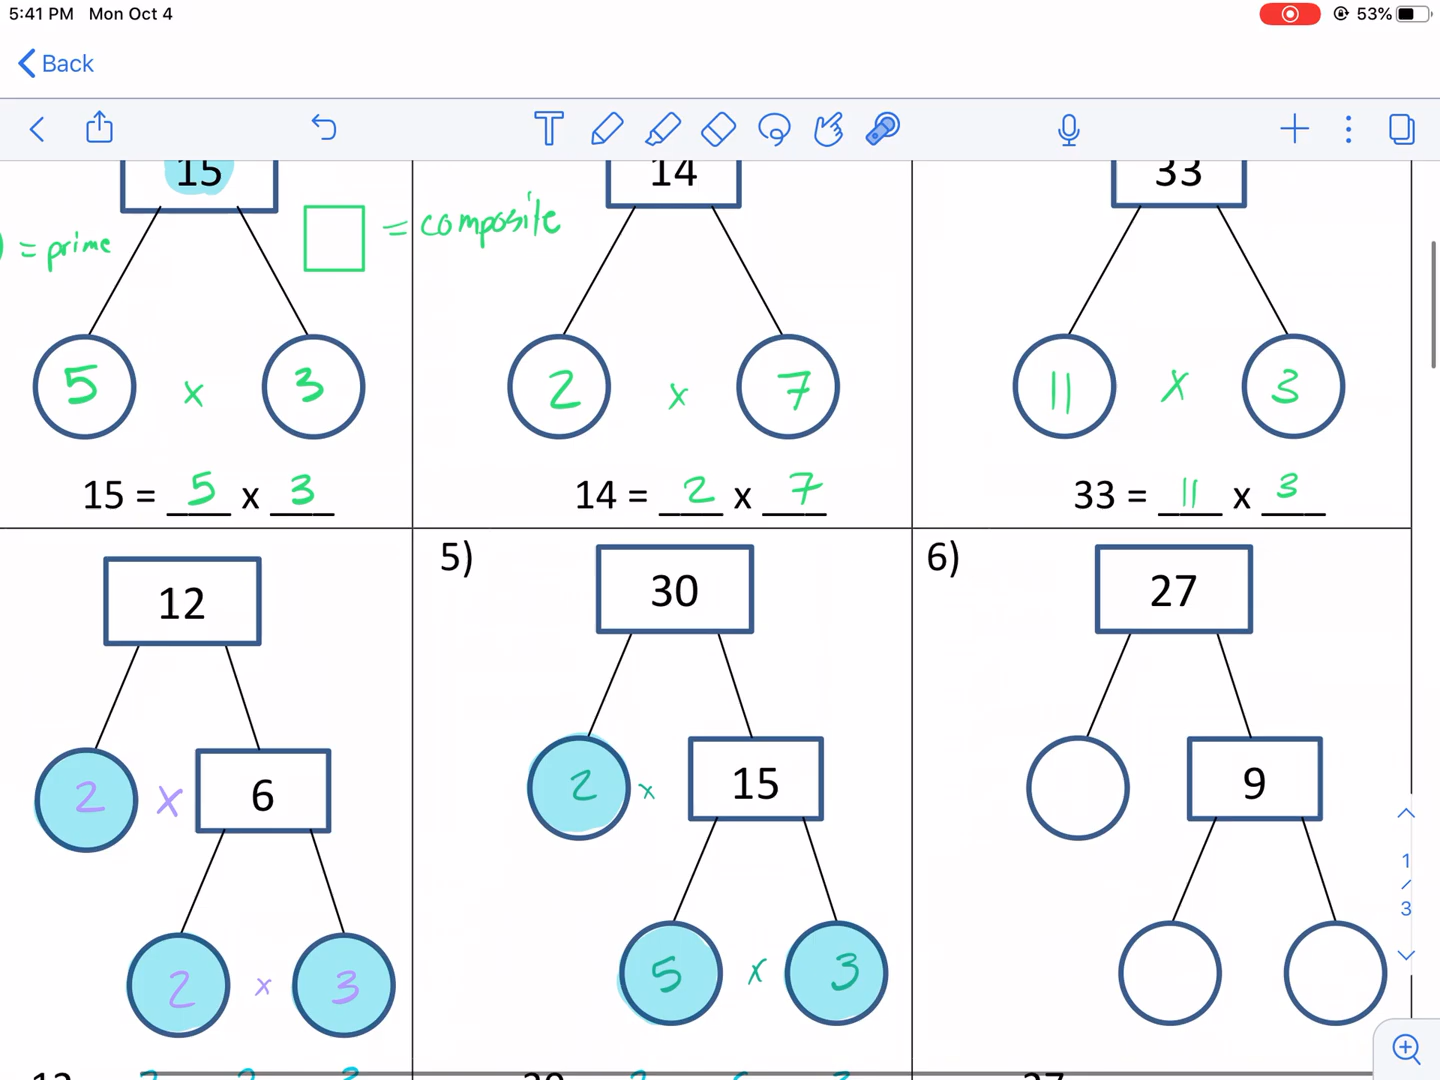 5:41 PM Mon Oct 4
53%
Back
15
14
33
= prime
= composite
5 x 3
2 x 7
11 x 3
15 = 5 x 3
14 = 2 x 7
33 = 11 x 3
12
5)
30
6)
27
2 x 6
2 x 15
9
1
/
3
2 x 3
5 x 3